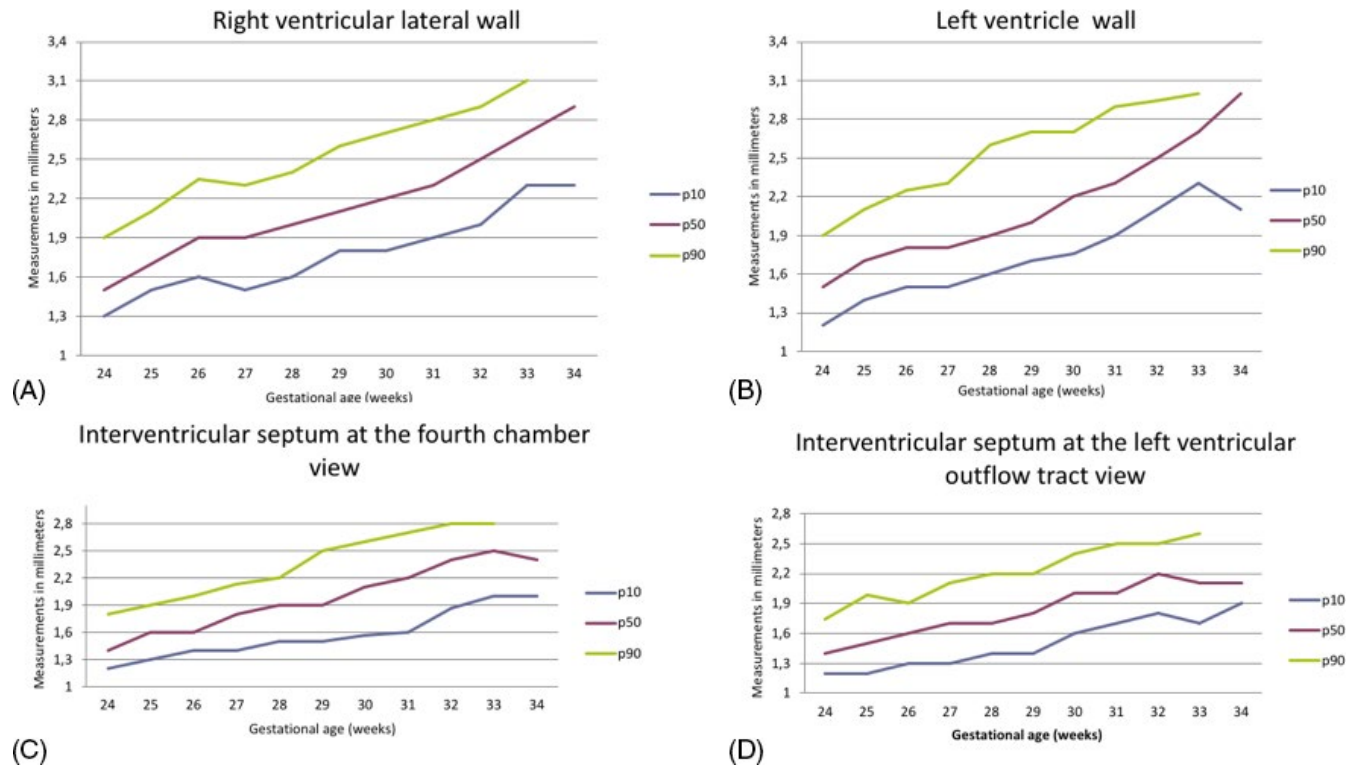 Right ventricular lateral wall
Measurements in millimeters
3,4
3,1
2,8
2,5
2,2
1,9
1,6
1,3
1
24 25 26 27 28 29 30 31 32 33 34
Gestational age (weeks)
p10
p50
p90
(A)
Left ventricle wall
Measurements in millimeters
3,4
3,1
2,8
2,5
2,2
1,9
1,6
1,3
1
24 25 26 27 28 29 30 31 32 33 34
Gestational age (weeks)
p10
p50
p90
(B)
Interventricular septum at the fourth chamber
view
Measurements in millimeters
2,8
2,5
2,2
1,9
1,6
1,3
1
24 25 26 27 28 29 30 31 32 33 34
Gestational age (weeks)
p10
p50
p90
(C)
Interventricular septum at the left ventricular
outflow tract view
Measurements in millimeters
2,8
2,5
2,2
1,9
1,6
1,3
1
24 25 26 27 28 29 30 31 32 33 34
Gestational age (weeks)
p10
p50
p90
(D)